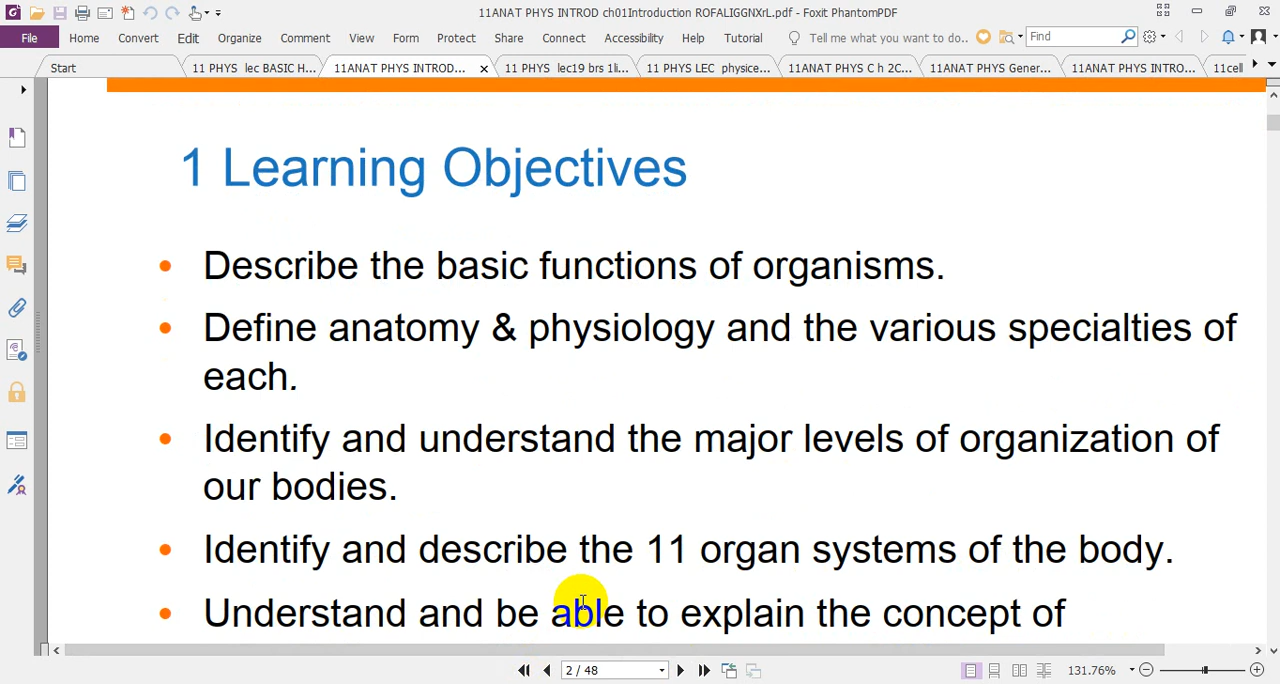 11ANAT PHYS INTROD ch01Introduction ROFALIGGNXrL.pdf - Foxit PhantomPDF
File Home Convert Edit Organize Comment View Form Protect Share Connect Accessibility Help Tutorial Tell me what you want to do.. Find
Start 11 PHYS lec BASIC H... 11ANAT PHYS INTROD... 11 PHYS lec19 brs 1li... 11 PHYS LEC physice... 11ANAT PHYS C h 2C... 11ANAT PHYS Gener... 11ANAT PHYS INTRO... 11cell
1 Learning Objectives
• Describe the basic functions of organisms.
• Define anatomy & physiology and the various specialties of
each.
• Identify and understand the major levels of organization of
our bodies.
• Identify and describe the 11 organ systems of the body.
• Understand and be able to explain the concept of
2 / 48 131.76%